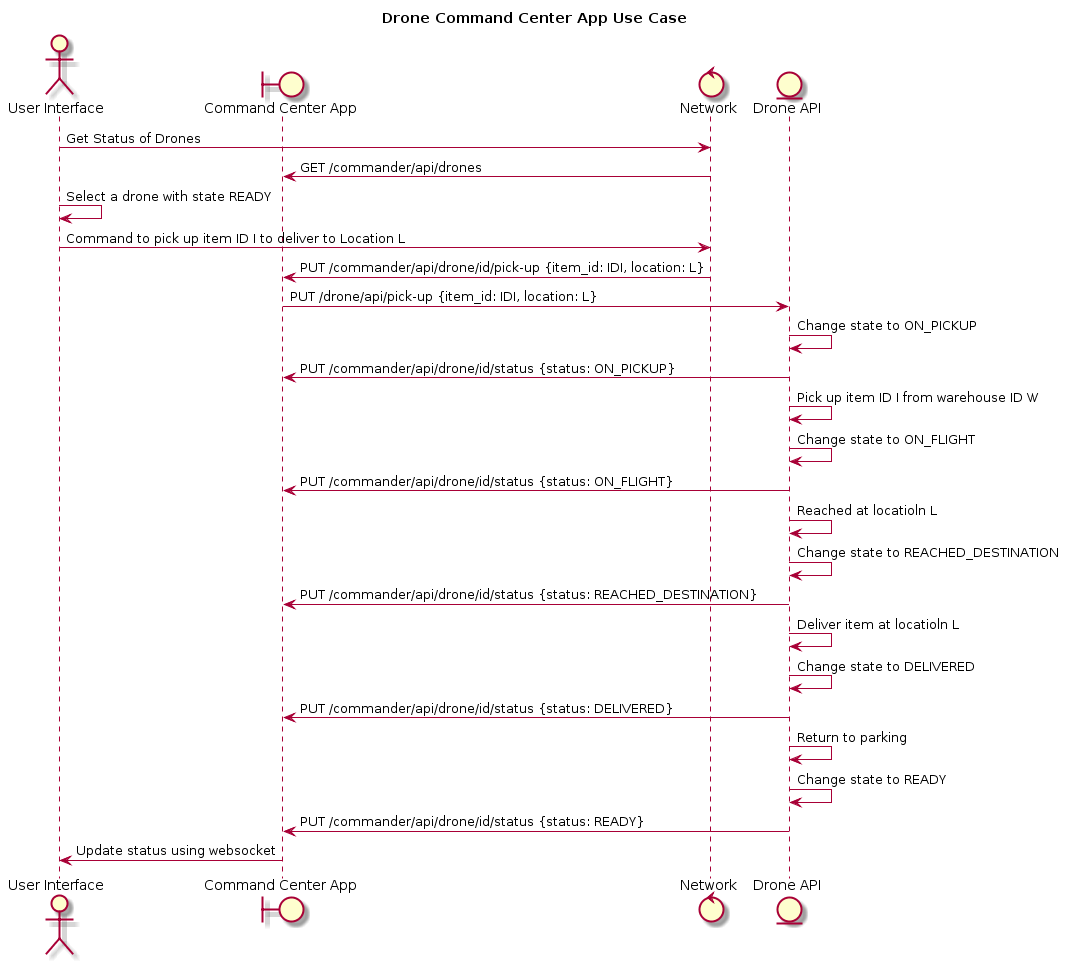 Drone Command Center App Use Case
User Interface
Command Center App
Network
Drone API
Get Status of Drones
GET /commander/api/drones
Select a drone with state READY
Command to pick up item ID I to deliver to Location L
PUT /commander/api/drone/id/pick-up {item_id: IDI, location: L}
PUT /drone/api/pick-up {item_id: IDI, location: L}
Change state to ON_PICKUP
PUT /commander/api/drone/id/status {status: ON_PICKUP}
Pick up item ID I from warehouse ID W
Change state to ON_FLIGHT
PUT /commander/api/drone/id/status {status: ON_FLIGHT}
Reached at locatioln L
Change state to REACHED_DESTINATION
PUT /commander/api/drone/id/status {status: REACHED_DESTINATION}
Deliver item at locatioln L
Change state to DELIVERED
PUT /commander/api/drone/id/status {status: DELIVERED}
Return to parking
Change state to READY
PUT /commander/api/drone/id/status {status: READY}
Update status using websocket
User Interface
Command Center App
Network
Drone API